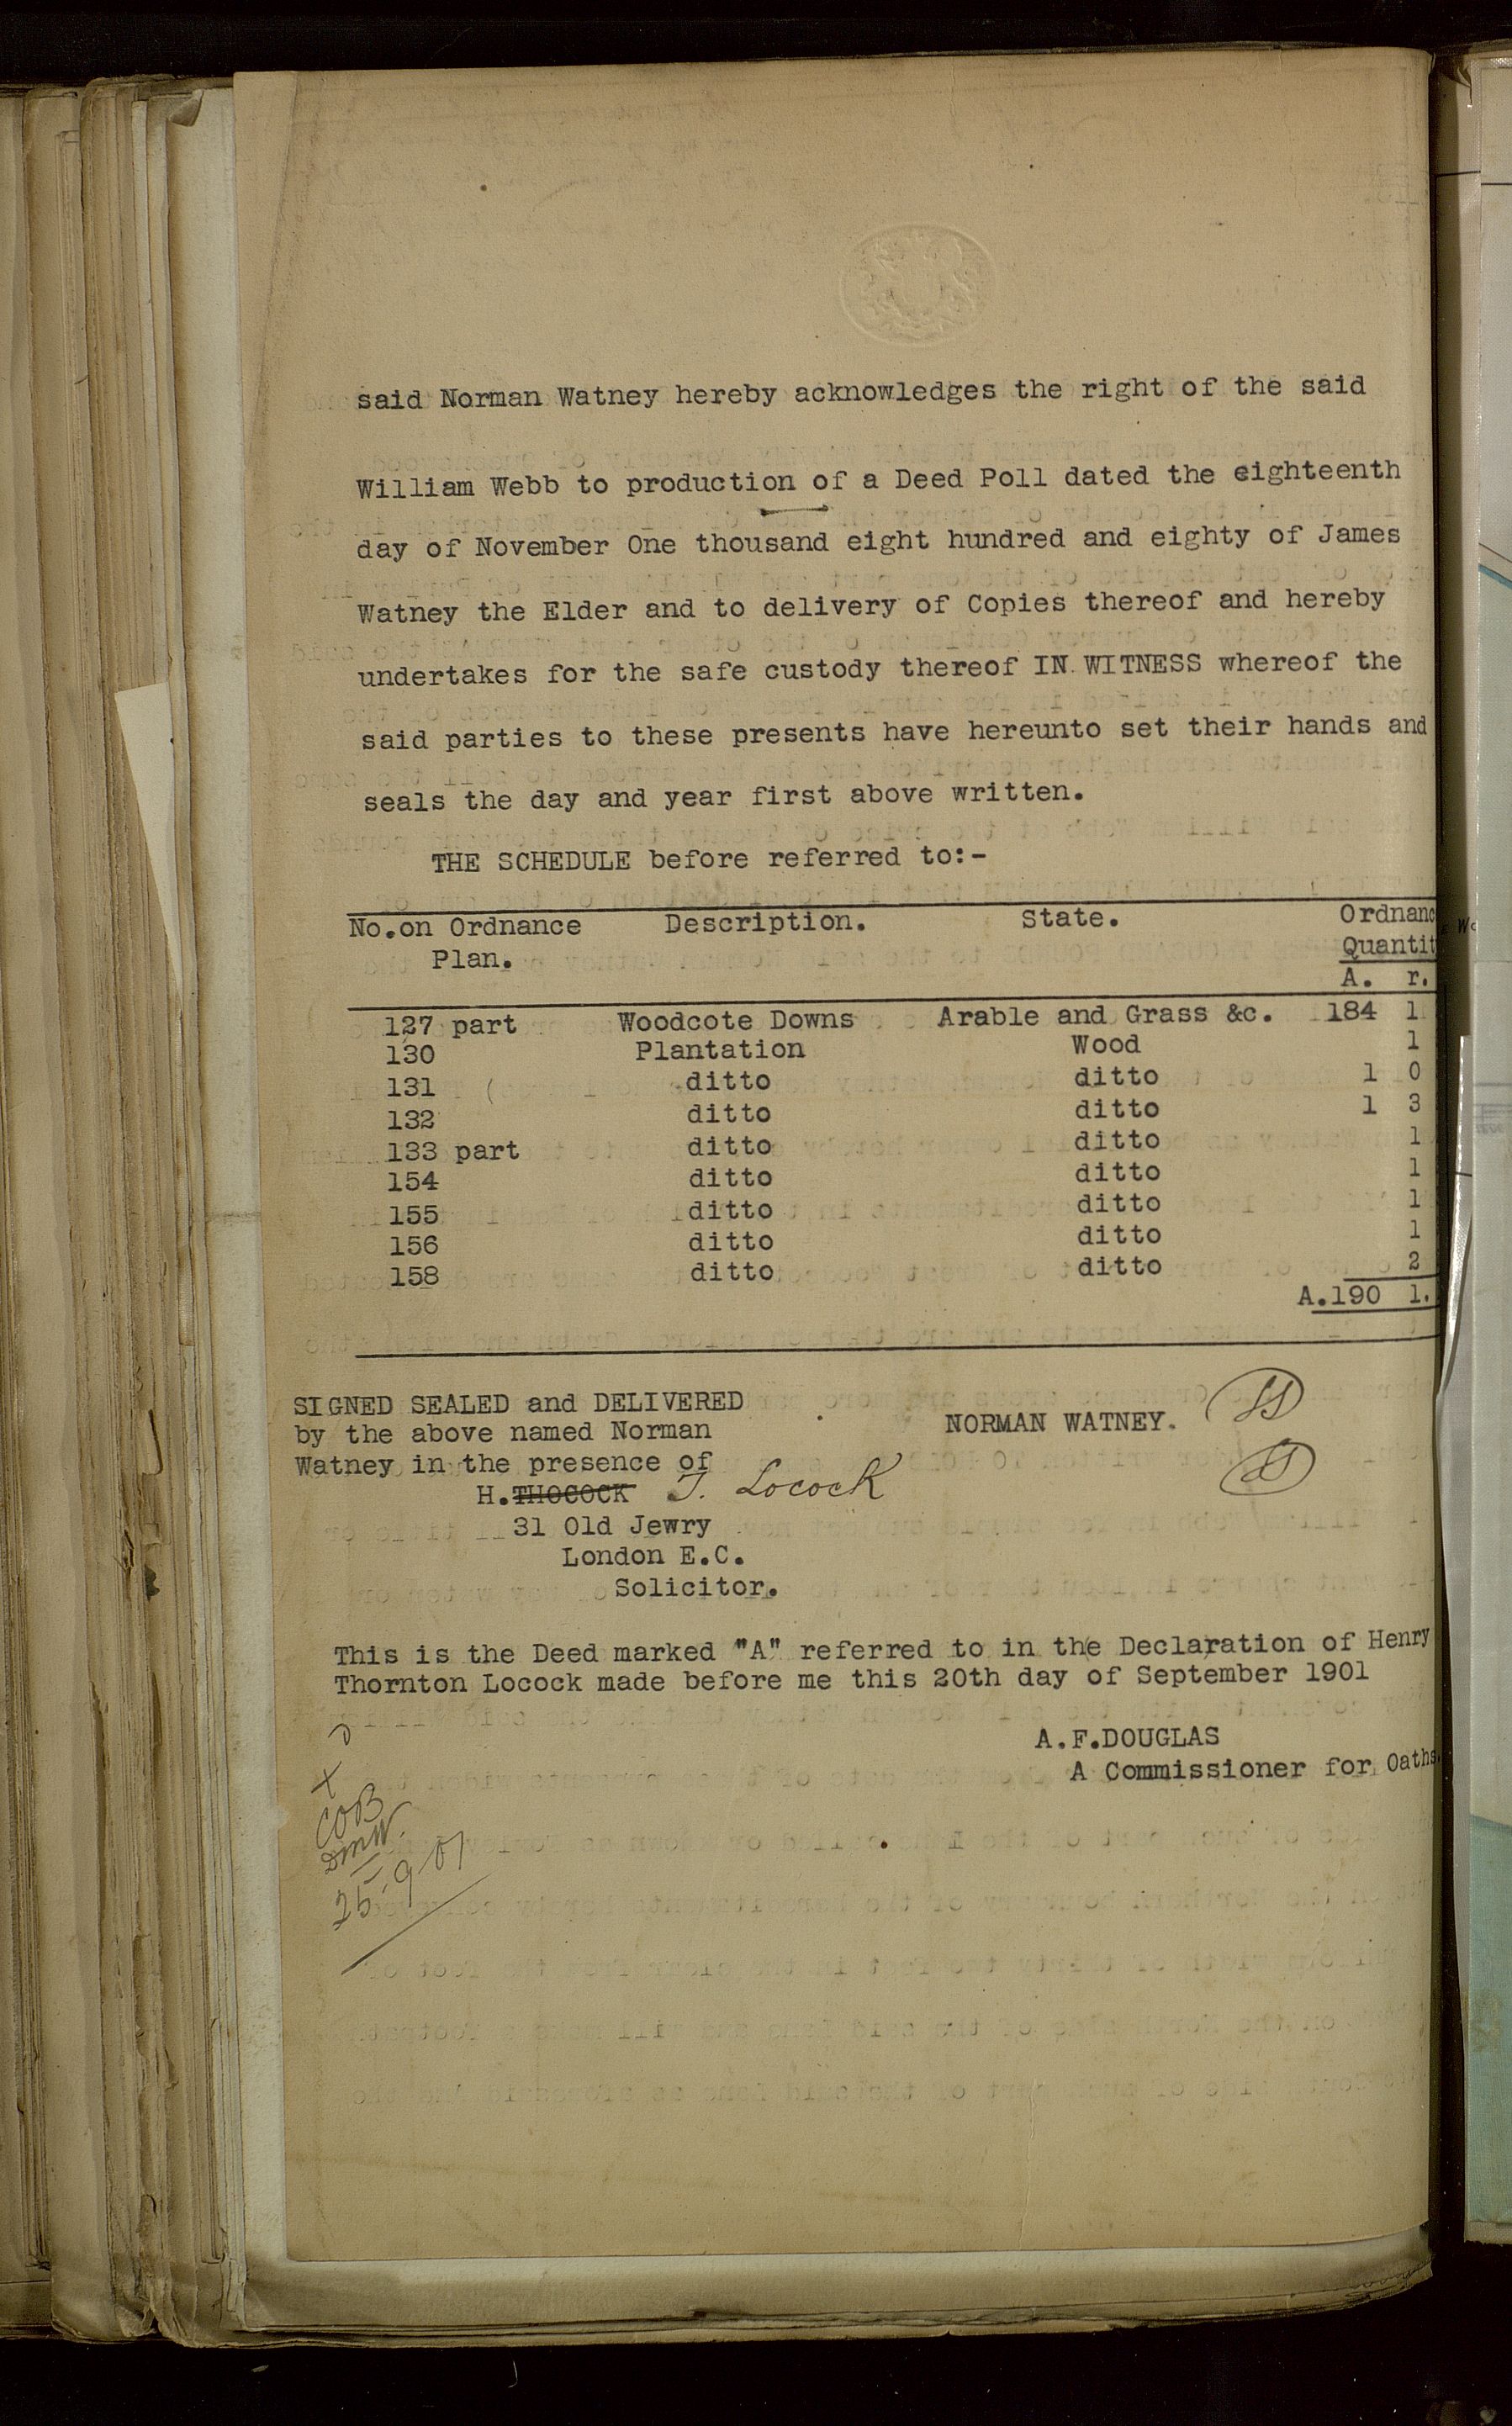 said Norman Watney hereby acknowledges the right of the said
William Webb to production of a Deed Poll dated the eighteenth
day of November One thousand eight hundred and eighty of James
Watney the Elder and to delivery of Copies thereof and hereby
undertakes for the safe custody thereof IN WITNESS whereof the
said parties to these presents have hereunto set their hands and
seals the day and year first above written.
THE SCHEDULE before referred to:-
No.on Ordnance Description. State. Ordnanc
Plan. Quantit
A. r.
127 part Woodcote Downs Arable and Grass &c. 184 1
130 Plantation Wood 1
131 ditto ditto 1 0
132 ditto ditto 1 3
133 part ditto ditto 1
154 ditto ditto 1
155 ditto ditto 1
156 ditto ditto 1
158 ditto ditto 2
A.190 1.
SIGNED SEALED and DELIVERED
by the above named Norman NORMAN WATNEY.
Watney in the presence of
H.THOCOCK T. Locock
31 Old Jewry
London E.C.
Solicitor.
This is the Deed marked "A" referred to in the Declaration of Henry
Thornton Locock made before me this 20th day of September 1901
A.F.DOUGLAS
A Commissioner for Oaths.
COB
DMW.
25-9-01